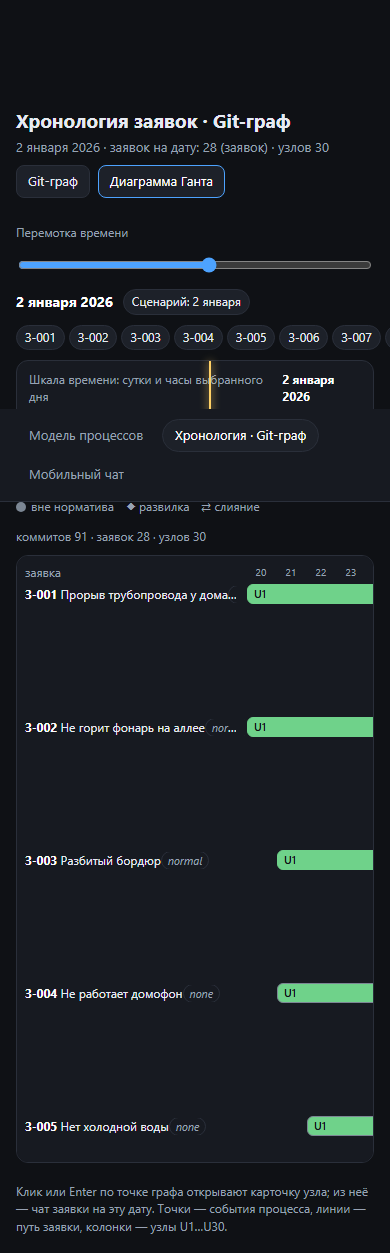 Хронология заявок · Git-граф
2 января 2026 · заявок на дату: 28 (заявок) · узлов 30
Git-граф
Диаграмма Ганта
Перемотка времени
2 января 2026
Сценарий: 2 января
З-001
З-002
З-003
З-004
З-005
З-006
З-007
Шкала времени: сутки и часы выбранного
дня
2 января
2026
Модель процессов
Хронология · Git-граф
Мобильный чат
вне норматива
◆ развилка
⇄ слияние
коммитов 91 · заявок 28 · узлов 30
заявка
20
21
22
23
З-001 Прорыв трубопровода у дома...
U1
З-002 Не горит фонарь на аллее nor...
U1
З-003 Разбитый бордюр normal
U1
З-004 Не работает домофон none
U1
З-005 Нет холодной воды none
U1
Клик или Enter по точке графа открывают карточку узла; из неё
— чат заявки на эту дату. Точки — события процесса, линии —
путь заявки, колонки — узлы U1...U30.